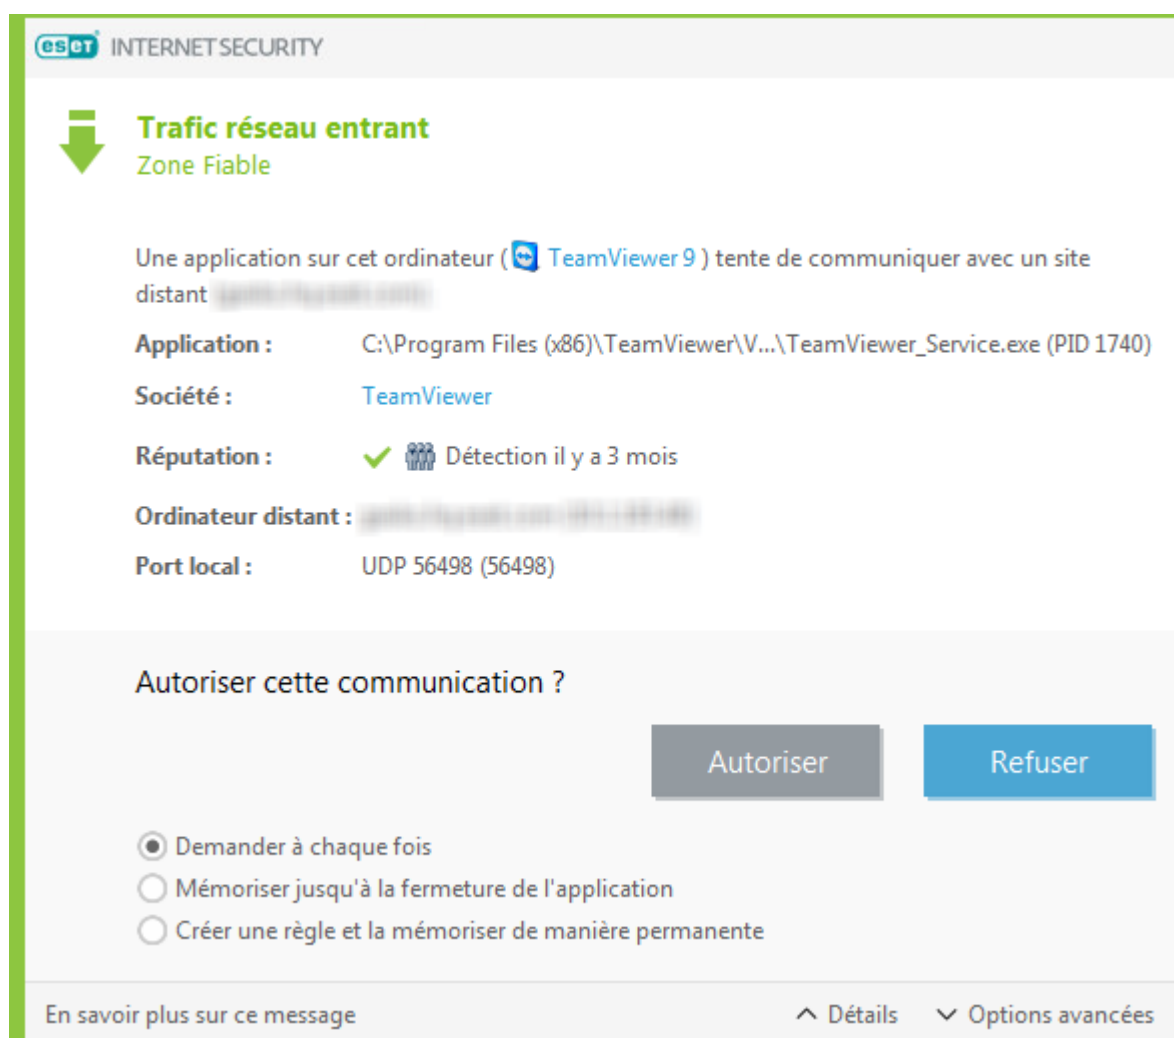 eset INTERNET SECURITY
Trafic réseau entrant
Zone Fiable
Une application sur cet ordinateur ( TeamViewer 9 ) tente de communiquer avec un site
distant
Application : C:\Program Files (x86)\TeamViewer\V...\TeamViewer_Service.exe (PID 1740)
Société : TeamViewer
Réputation : Détection il y a 3 mois
Ordinateur distant :
Port local : UDP 56498 (56498)
Autoriser cette communication ?
Autoriser Refuser
Demander à chaque fois
Mémoriser jusqu'à la fermeture de l'application
Créer une règle et la mémoriser de manière permanente
En savoir plus sur ce message Détails Options avancées